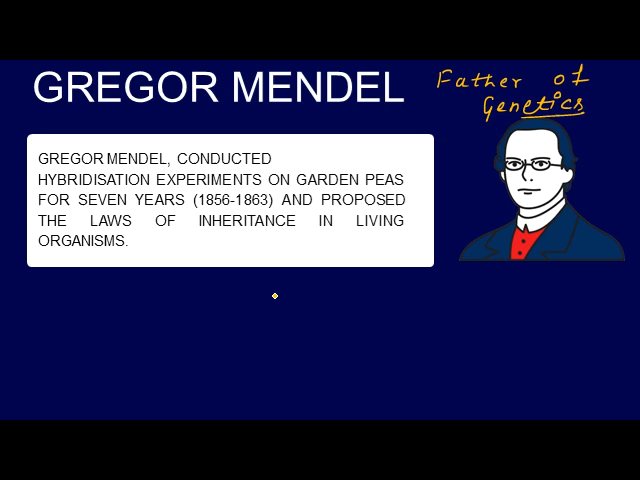 GREGOR MENDEL
Father of
Genetics
GREGOR MENDEL, CONDUCTED
HYBRIDISATION EXPERIMENTS ON GARDEN PEAS
FOR SEVEN YEARS (1856-1863) AND PROPOSED
THE LAWS OF INHERITANCE IN LIVING
ORGANISMS.